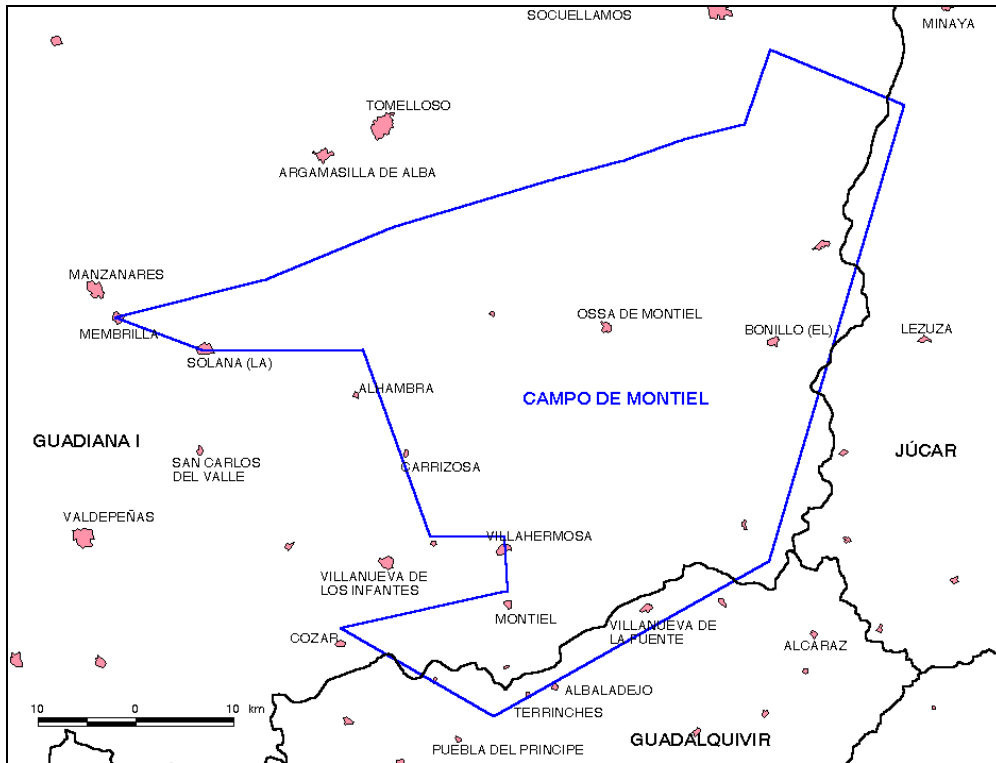 SOCUELLAMOS
MINAYA
TOMELLOSO
ARGAMASILLA DE ALBA
MANZANARES
MEMBRILLA
OSSA DE MONTIEL
BONILLO (EL)
LEZUZA
SOLANA (LA)
ALHAMBRA
CAMPO DE MONTIEL
GUADIANA I
SAN CARLOS
DEL VALLE
CARRIZOSA
JÚCAR
VALDEPEÑAS
VILLAHERMOSA
VILLANUEVA DE
LOS INFANTES
MONTIEL
VILLANUEVA DE
LA FUENTE
COZAR
ALCARAZ
ALBALADEJO
10 0 10 km
TERRINCHES
PUEBLA DEL PRINCIPE
GUADALQUIVIR